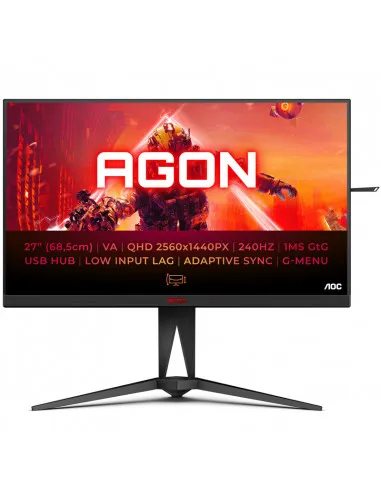 AGON
27" (68,5cm) | VA | QHD 2560x1440PX | 240HZ | 1MS GtG
USB HUB | LOW INPUT LAG | ADAPTIVE SYNC | G-MENU
AOC